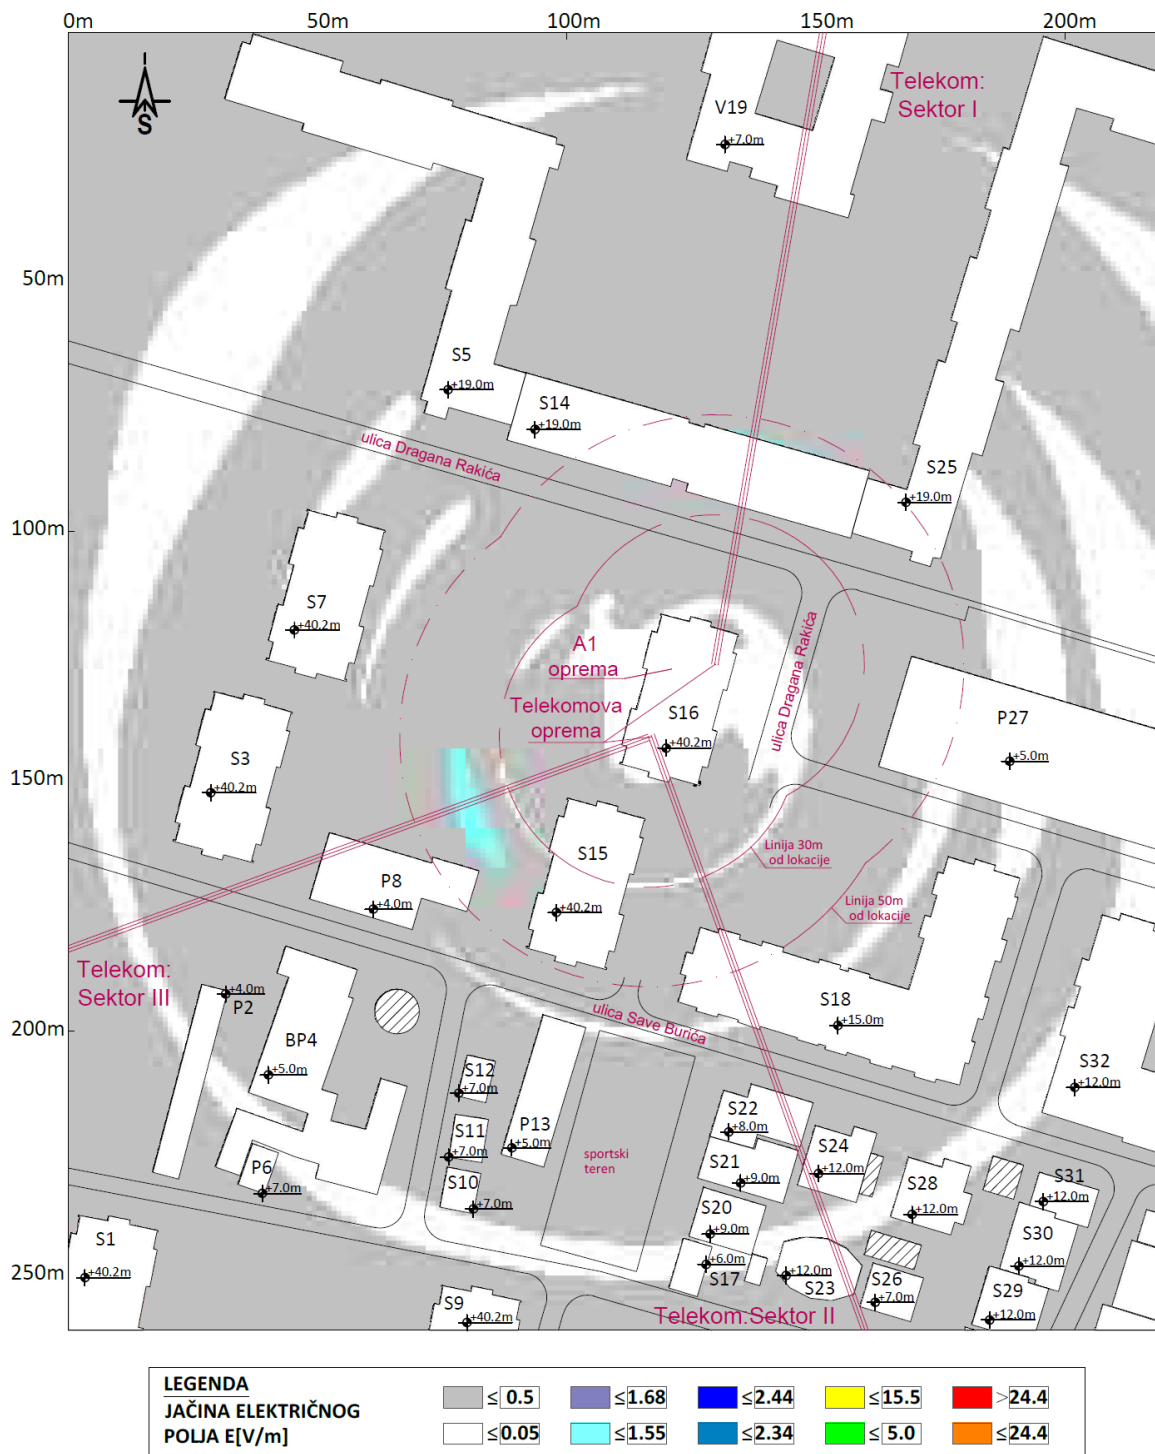 0m 50m 100m 150m 200m
S
V19
+7.0m
Telekom:
Sektor I
50m
S5
+19.0m
S14
+19.0m
ulica Dragana Rakića
S25
+19.0m
100m
S7
+40.2m
A1
oprema
Telekomova
oprema
S16
+40.2m
ulica Dragana Rakića
P27
+5.0m
S3
+40.2m
150m
Linija 30m
od lokacije
S15
+40.2m
P8
+4.0m
Linija 50m
od lokacije
Telekom:
Sektor III
+4.0m
P2
S18
+15.0m
ulica Save Burića
200m
BP4
+5.0m
S12
+7.0m
S32
+12.0m
S22
+8.0m
P13
+5.0m
S11
+7.0m
sportski
teren
S24
+12.0m
S21
+9.0m
P6
+7.0m
S10
+7.0m
S28
+12.0m
S31
+12.0m
S20
+9.0m
S1
+40.2m
S30
+12.0m
250m
+6.0m
S17
+12.0m
S23
S26
+7.0m
S29
+12.0m
S9
+40.2m
Telekom:Sektor II
LEGENDA
JAČINA ELEKTRIČNOG
POLJA E[V/m]
≤ 0.5 ≤ 1.68 ≤ 2.44 ≤ 15.5 > 24.4
≤ 0.05 ≤ 1.55 ≤ 2.34 ≤ 5.0 ≤ 24.4